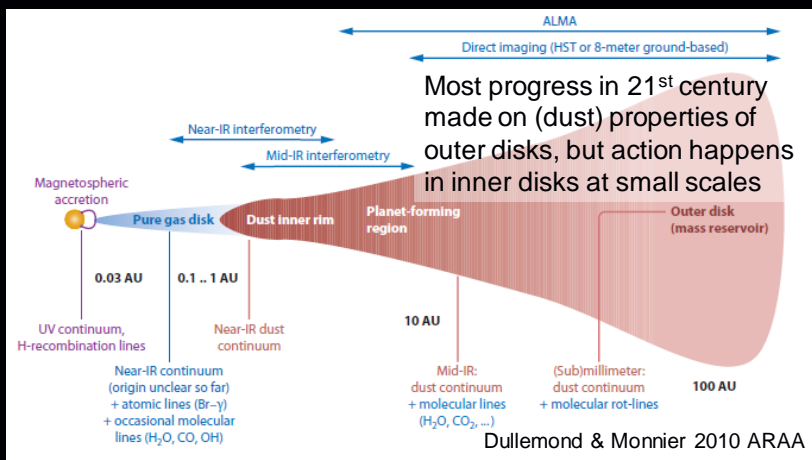 ALMA
Direct imaging (HST or 8-meter ground-based)
Most progress in 21st century
made on (dust) properties of
outer disks, but action happens
in inner disks at small scales
Near-IR interferometry
Mid-IR interferometry
Magnetospheric
accretion
Pure gas disk
Dust inner rim
Planet-forming
region
Outer disk
(mass reservoir)
0.03 AU
0.1 .. 1 AU
10 AU
100 AU
UV continuum,
H-recombination lines
Near-IR dust
continuum
Near-IR continuum
(origin unclear so far)
+ atomic lines (Br–γ)
+ occasional molecular
lines (H₂O, CO, OH)
Mid-IR:
dust continuum
+ molecular lines
(H₂O, CO₂, ...)
(Sub)millimeter:
dust continuum
+ molecular rot-lines
Dullemond & Monnier 2010 ARAA